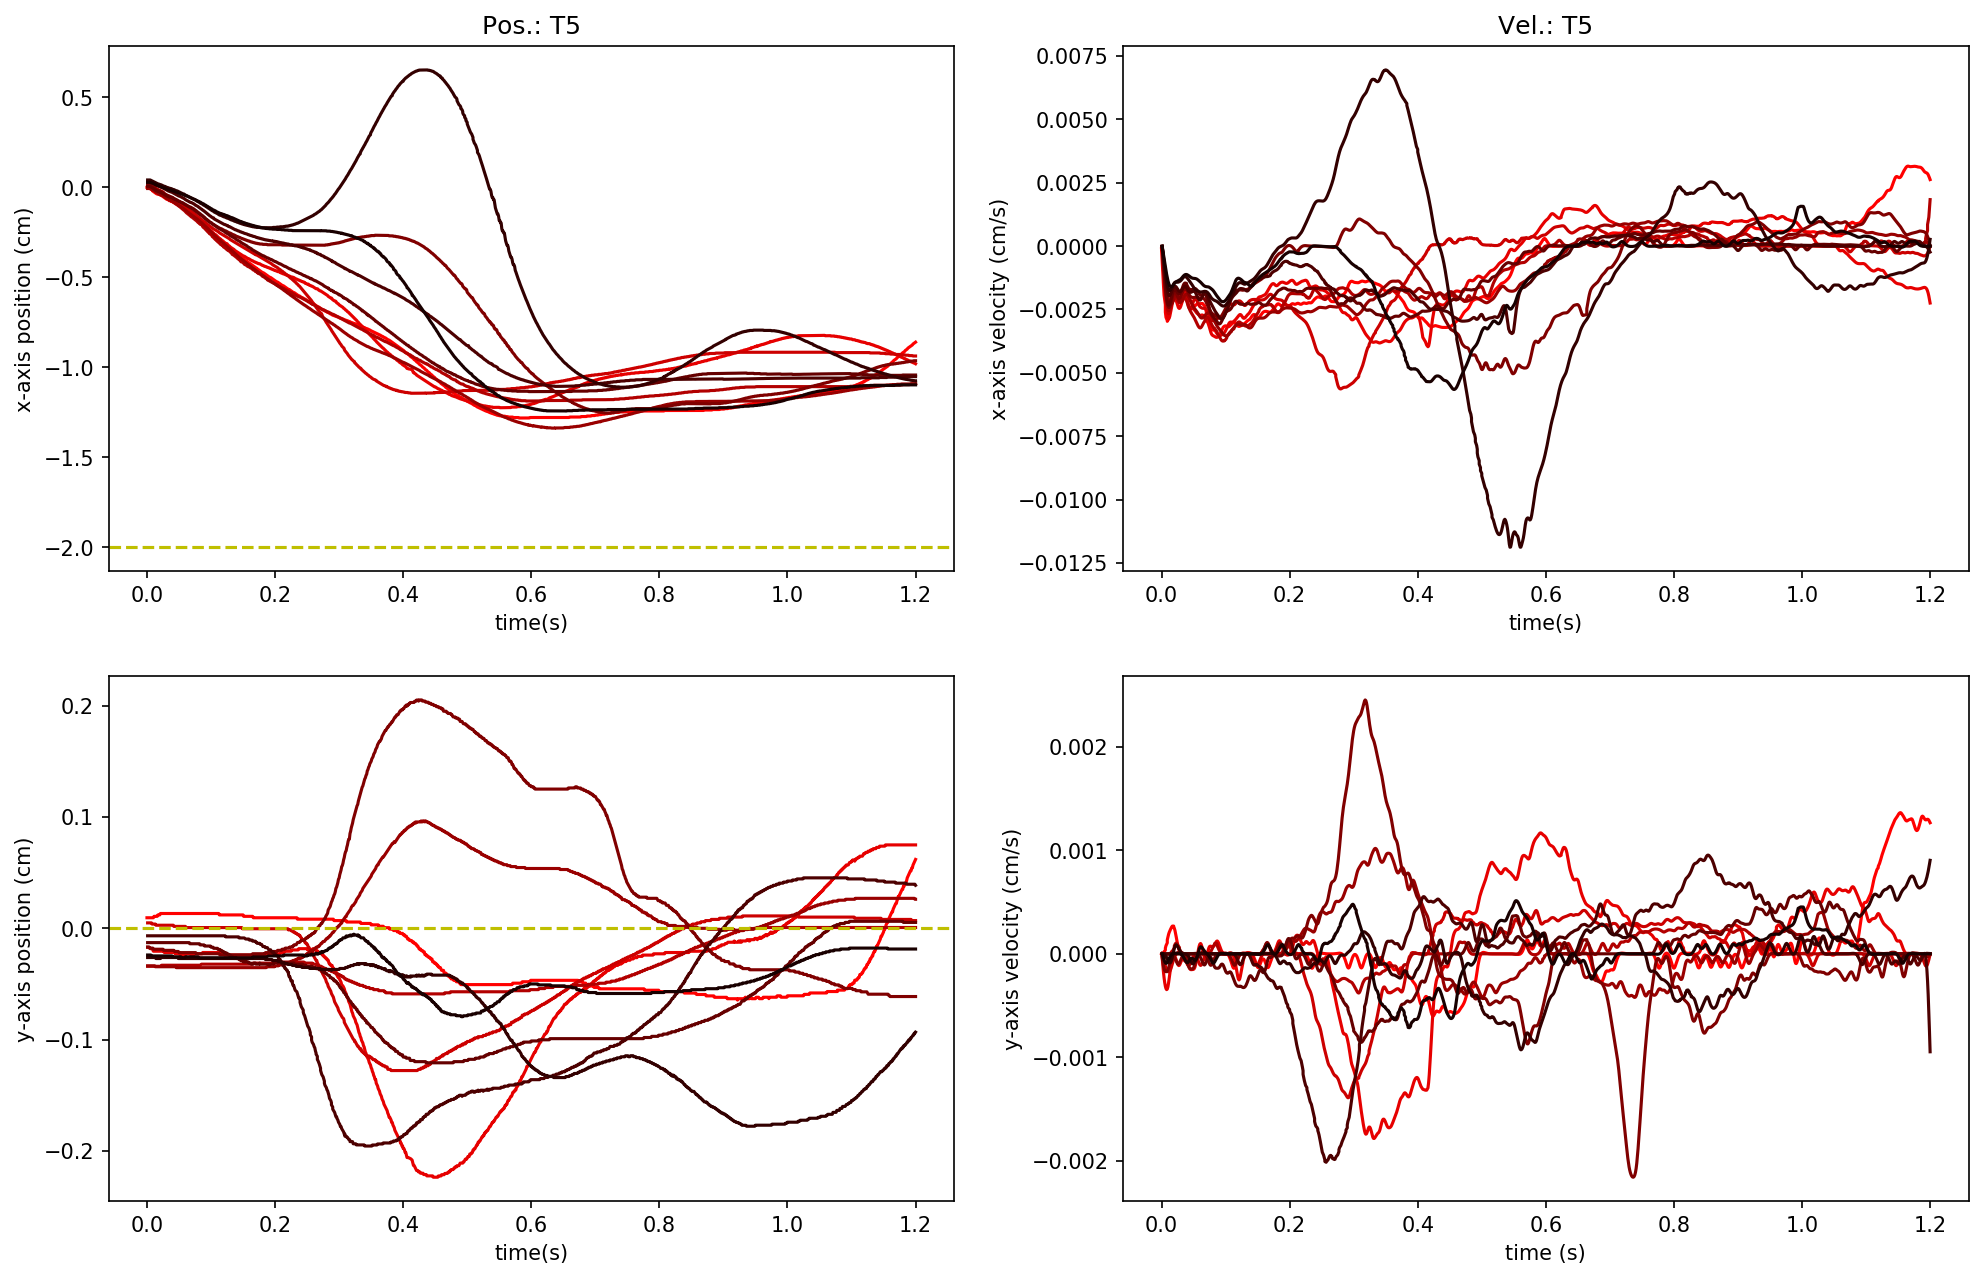 Pos.: T5
Vel.: T5
0.5
0.0
−0.5
−1.0
−1.5
−2.0
x-axis position (cm)
0.0 0.2 0.4 0.6 0.8 1.0 1.2
time(s)
0.0075
0.0050
0.0025
0.0000
−0.0025
−0.0050
−0.0075
−0.0100
−0.0125
x-axis velocity (cm/s)
0.0 0.2 0.4 0.6 0.8 1.0 1.2
time(s)
0.2
0.1
0.0
−0.1
−0.2
y-axis position (cm)
0.0 0.2 0.4 0.6 0.8 1.0 1.2
time(s)
0.002
0.001
0.000
−0.001
−0.002
y-axis velocity (cm/s)
0.0 0.2 0.4 0.6 0.8 1.0 1.2
time (s)